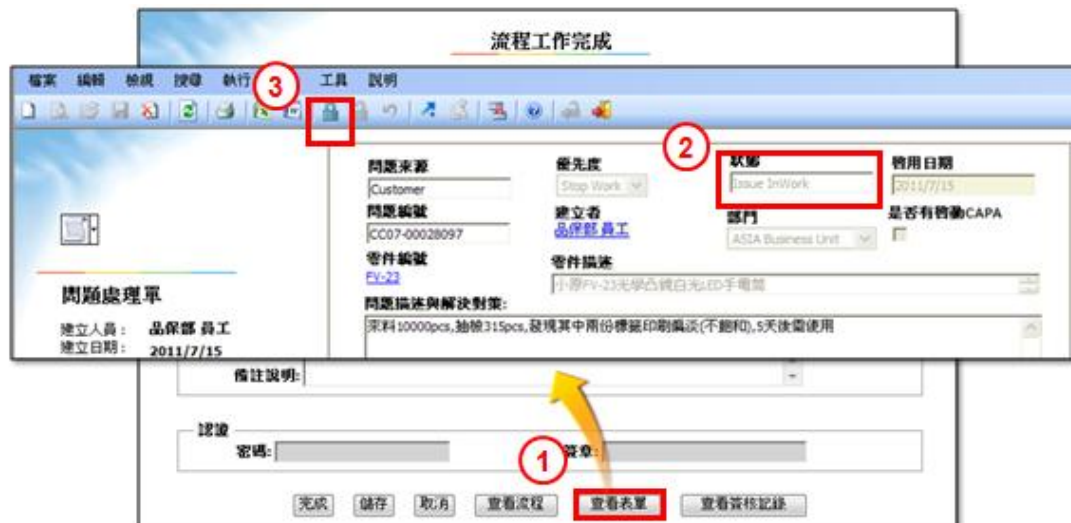 流程工作完成
檔案 編輯 檢視 搜尋 執行 工具 說明
③
②
問題來源 優先度 狀態 啓用日期
Customer Stop Work Issue InWork 2011/7/15
問題編號 建立者 部門 是否有啓動CAPA
CC07-00028097 品保部 員工 ASIA Business Unit
零件編號 零件描述
FV-23 小原FV-23光學凸鏡白光LED手電筒
問題描述與解決對策:
來料10000pcs,抽檢315pcs,發現其中兩份標籤印刷偏淡(不飽和),5天後需使用
問題處理單
建立人員: 品保部 員工
建立日期: 2011/7/15
備註說明:
認證
密碼: 簽章:
①
完成 儲存 取消 查看流程 查看表單 查看簽核記錄